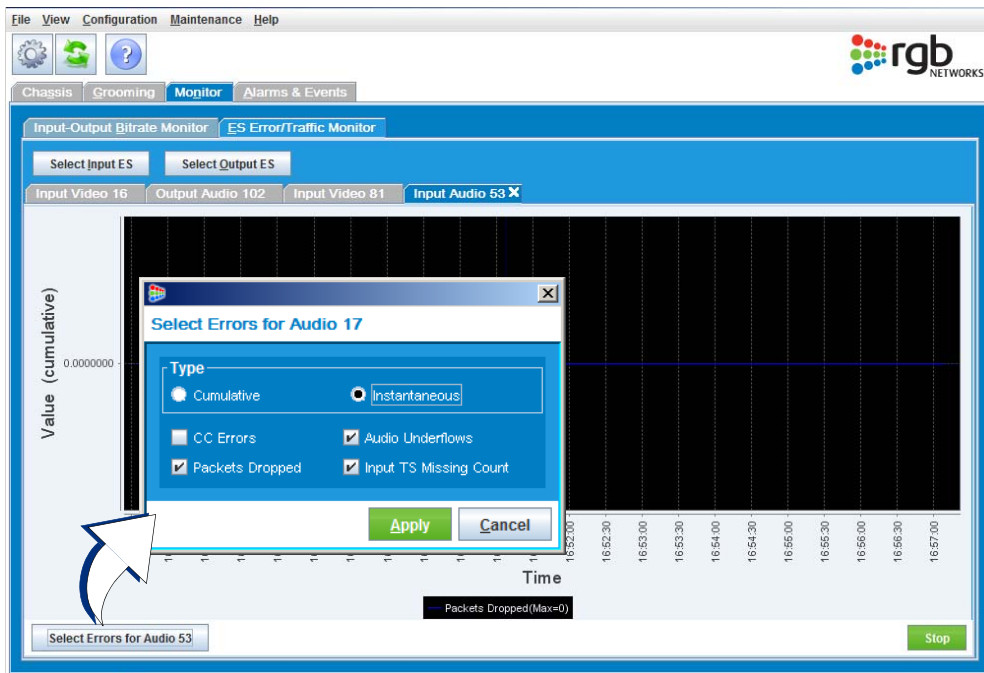 File View Configuration Maintenance Help
rgb
NETWORKS
Chassis Grooming Monitor Alarms & Events
Input-Output Bitrate Monitor ES Error/Traffic Monitor
Select Input ES Select Output ES
Input Video 16 Output Audio 102 Input Video 81 Input Audio 53
Value (cumulative)
0.0000000
Select Errors for Audio 17
Type
Cumulative Instantaneous
CC Errors Audio Underflows
Packets Dropped Input TS Missing Count
Apply Cancel
16:52:00 16:52:30 16:53:00 16:53:30 16:54:00 16:54:30 16:55:00 16:55:30 16:56:00 16:56:30 16:57:00
Time
Packets Dropped(Max=0)
Select Errors for Audio 53 Stop